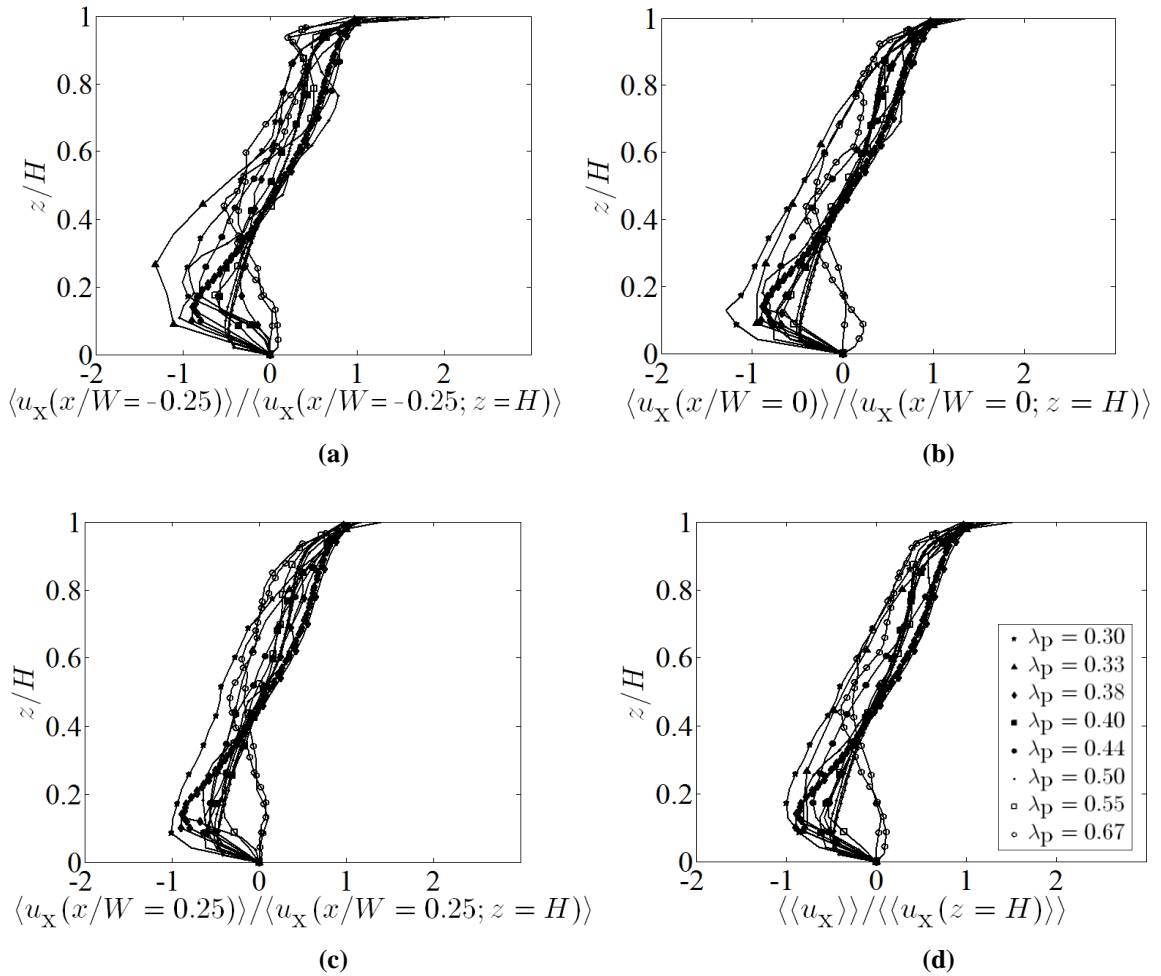 1
0.8
0.6
0.4
0.2
0
z/H
-2 -1 0 1 2
⟨u_x(x/W = –0.25)⟩/⟨u_x(x/W = –0.25; z = H)⟩
(a)
1
0.8
0.6
0.4
0.2
0
z/H
-2 -1 0 1 2 3
⟨u_x(x/W = 0)⟩/⟨u_x(x/W = 0; z = H)⟩
(b)
1
0.8
0.6
0.4
0.2
0
z/H
-2 -1 0 1 2
⟨u_x(x/W = 0.25)⟩/⟨u_x(x/W = 0.25; z = H)⟩
(c)
1
0.8
0.6
0.4
0.2
0
z/H
λp = 0.30
λp = 0.33
λp = 0.38
λp = 0.40
λp = 0.44
λp = 0.50
λp = 0.55
λp = 0.67
-2 -1 0 1 2
⟨⟨u_x⟩⟩/⟨⟨u_x(z = H)⟩⟩
(d)